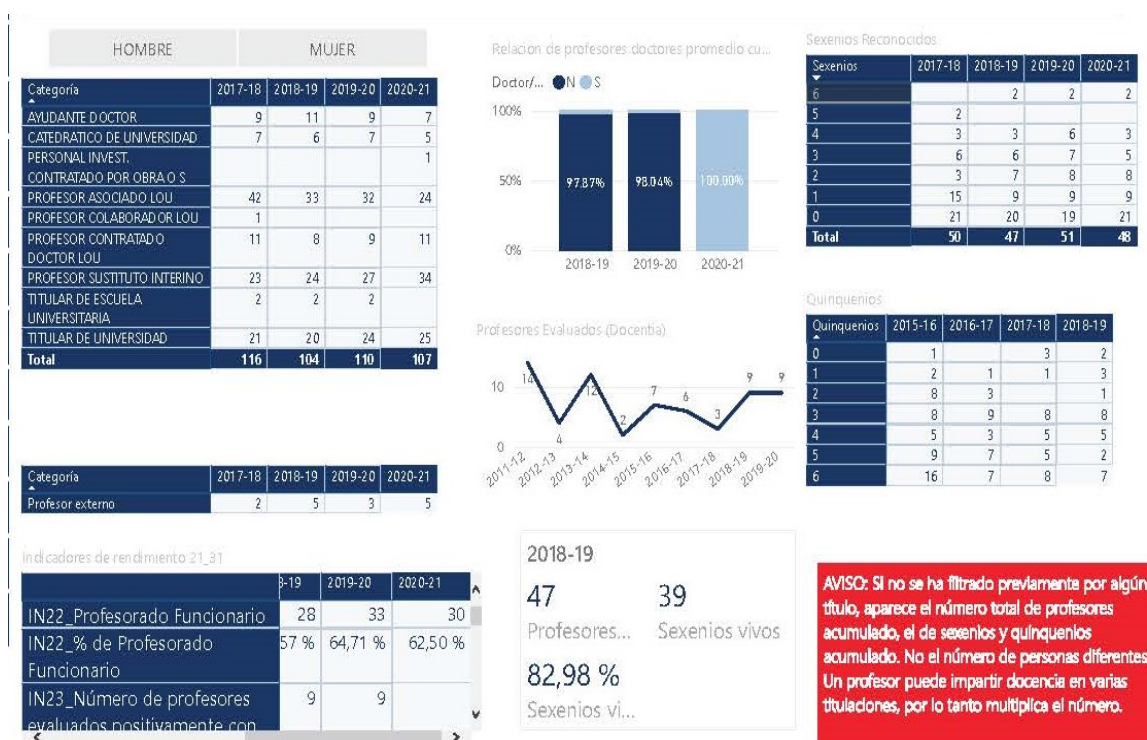 HOMBRE MUJER
Categoría 2017-18 2018-19 2019-20 2020-21
AYUDANTE DOCTOR 9 11 9 7
CATEDRATICO DE UNIVERSIDAD 7 6 7 5
PERSONAL INVEST.
CONTRATADO POR OBRA O S 1
PROFESOR ASOCIADO LOU 42 33 32 24
PROFESOR COLABORADOR LOU 1
PROFESOR CONTRATADO
DOCTOR LOU 11 8 9 11
PROFESOR SUSTITUTO INTERINO 23 24 27 34
TITULAR DE ESCUELA
UNIVERSITARIA 2 2 2
TITULAR DE UNIVERSIDAD 21 20 24 25
Total 116 104 110 107
Categoría 2017-18 2018-19 2019-20 2020-21
Profesor externo 2 5 3 5
Indicadores de rendimiento 21_31
3-19 2019-20 2020-21
IN22_Profesorado Funcionario 28 33 30
IN22_% de Profesorado 57 % 64,71 % 62,50 %
Funcionario
IN23_Número de profesores 9 9
evaluados positivamente con
Relación de profesores doctores promedio cu...
Doctor/... N S
100%
50%
0%
97.87% 98.04% 100.00%
2018-19 2019-20 2020-21
Profesores Evaluados (Docentia)
10
0
14 4 12 2 7 6 3 9 9
2011-12 2012-13 2013-14 2014-15 2015-16 2016-17 2017-18 2018-19 2019-20
2018-19
47 39
Profesores... Sexenios vivos
82,98 %
Sexenios vi...
Sexenios Reconocidos
Sexenios 2017-18 2018-19 2019-20 2020-21
6 2 2 2
5 2
4 3 3 6 3
3 6 6 7 5
2 3 7 8 8
1 15 9 9 9
0 21 20 19 21
Total 50 47 51 48
Quinquenios
Quinquenios 2015-16 2016-17 2017-18 2018-19
0 1 3 2
1 2 1 1 3
2 8 3 1
3 8 9 8 8
4 5 3 5 5
5 9 7 5 2
6 16 7 8 7
AVISO: Si no se ha filtrado previamente por algún
título, aparece el número total de profesores
acumulado, el de sexenios y quinquenios
acumulado. No el número de personas diferentes
Un profesor puede impartir docencia en varias
titulaciones, por lo tanto multiplica el número.